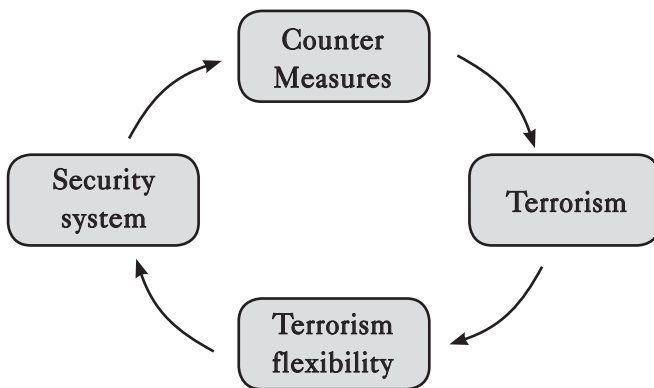 Counter
Measures
Security
system
Terrorism
Terrorism
flexibility